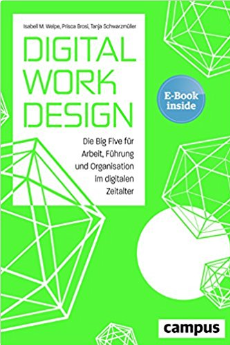 Isabell M. Welpe, Prisca Brosi, Tanja Schwarzmüller
DIGITAL
WORK
DESIGN
Die Big Five für
Arbeit, Führung
und Organisation
im digitalen
Zeitalter
E-Book
inside
campus